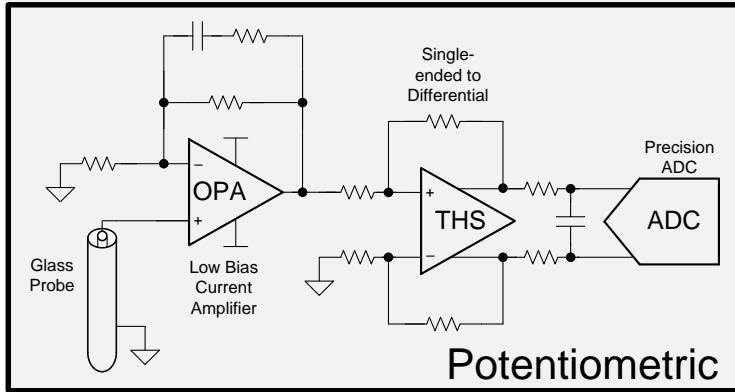 Single-
ended to
Differential
Precision
ADC
−
OPA
+
+
THS
−
ADC
Glass
Probe
Low Bias
Current
Amplifier
Potentiometric